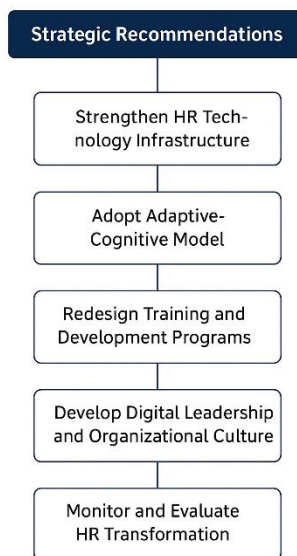 Strategic Recommendations
Strengthen HR Tech-
nology Infrastructure
Adopt Adaptive-
Cognitive Model
Redesign Training and
Development Programs
Develop Digital Leadership
and Organizational Culture
Monitor and Evaluate
HR Transformation